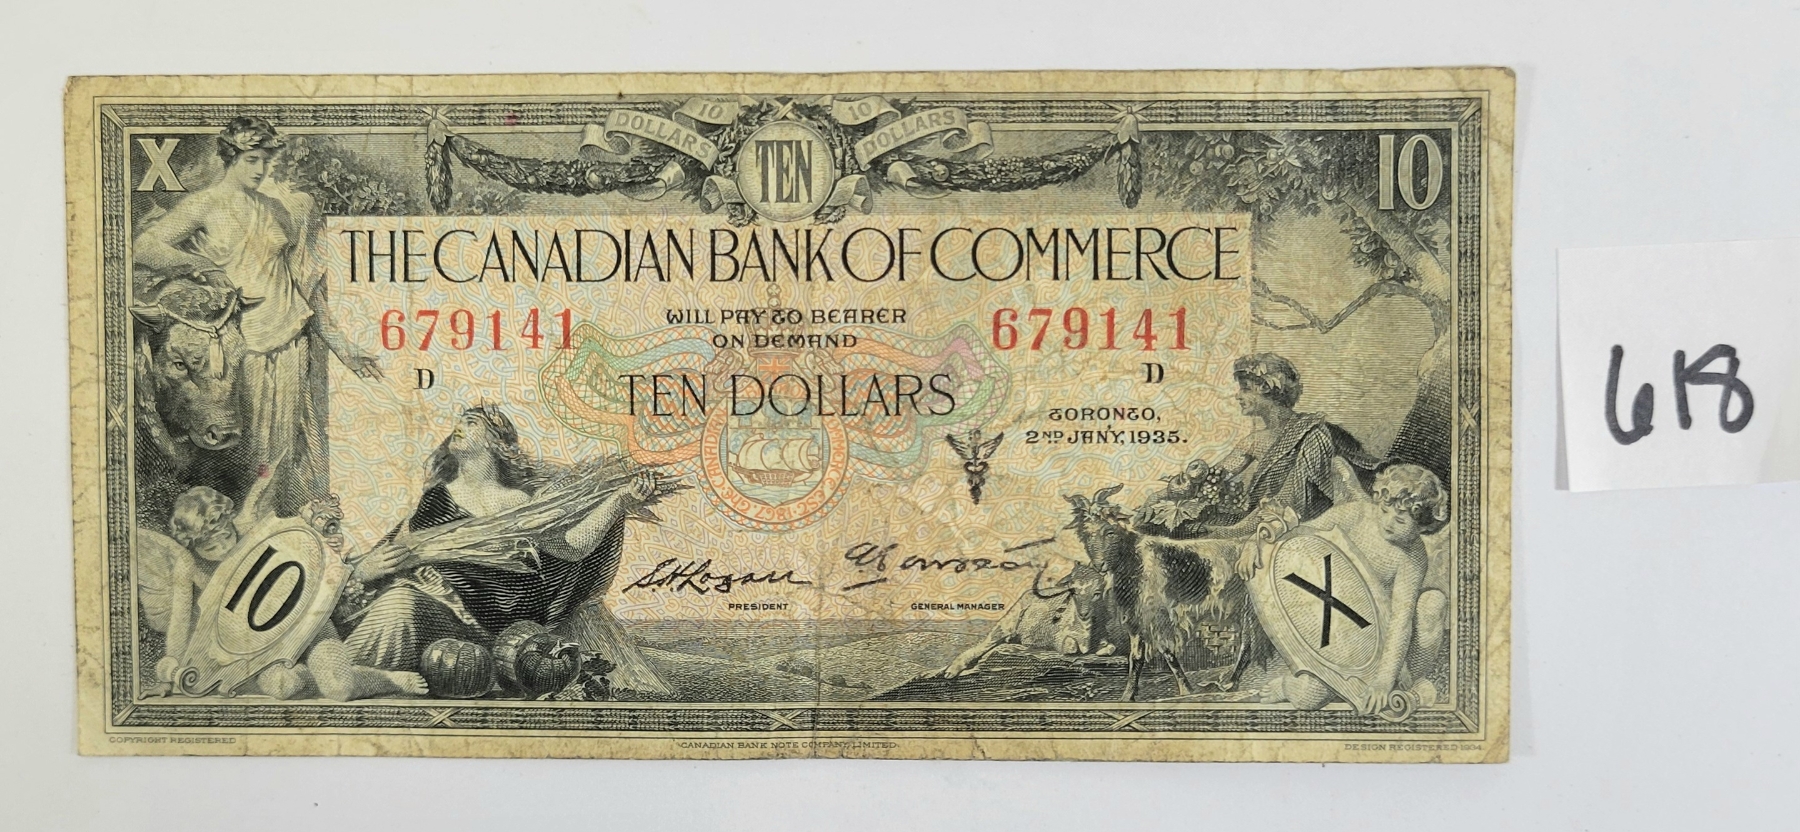 DOLLARS 10 10 DOLLARS
X TEN 10
THE CANADIAN BANK OF COMMERCE
679141 WILL PAY TO BEARER 679141
ON DEMAND
D TEN DOLLARS D
TORONTO,
2ND JAN'Y, 1935.
618
10 X
S.H. Logan
PRESIDENT GENERAL MANAGER
COPYRIGHT REGISTERED CANADIAN BANK NOTE COMPANY, LIMITED DESIGN REGISTERED 1934